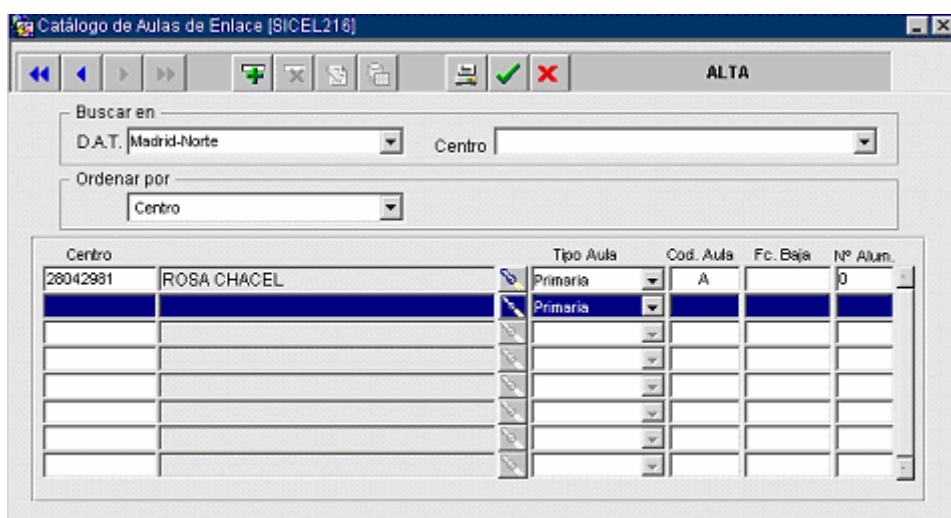 Catálogo de Aulas de Enlace [SICEL216]
ALTA
Buscar en
D.A.T. Madrid-Norte Centro
Ordenar por
Centro
Centro Tipo Aula Cod. Aula Fc. Baja Nº Alum.
28042981 ROSA CHACEL Primaria A 0
Primaria